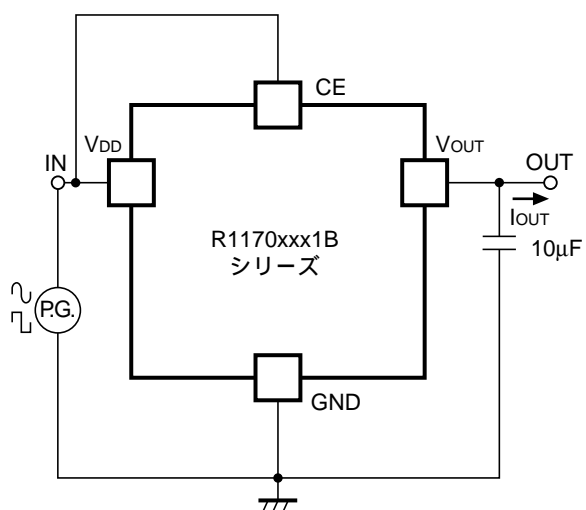 CE
VDD
VOUT
IN
OUT
IOUT
R1170xxx1B
シリーズ
10μF
P.G.
GND